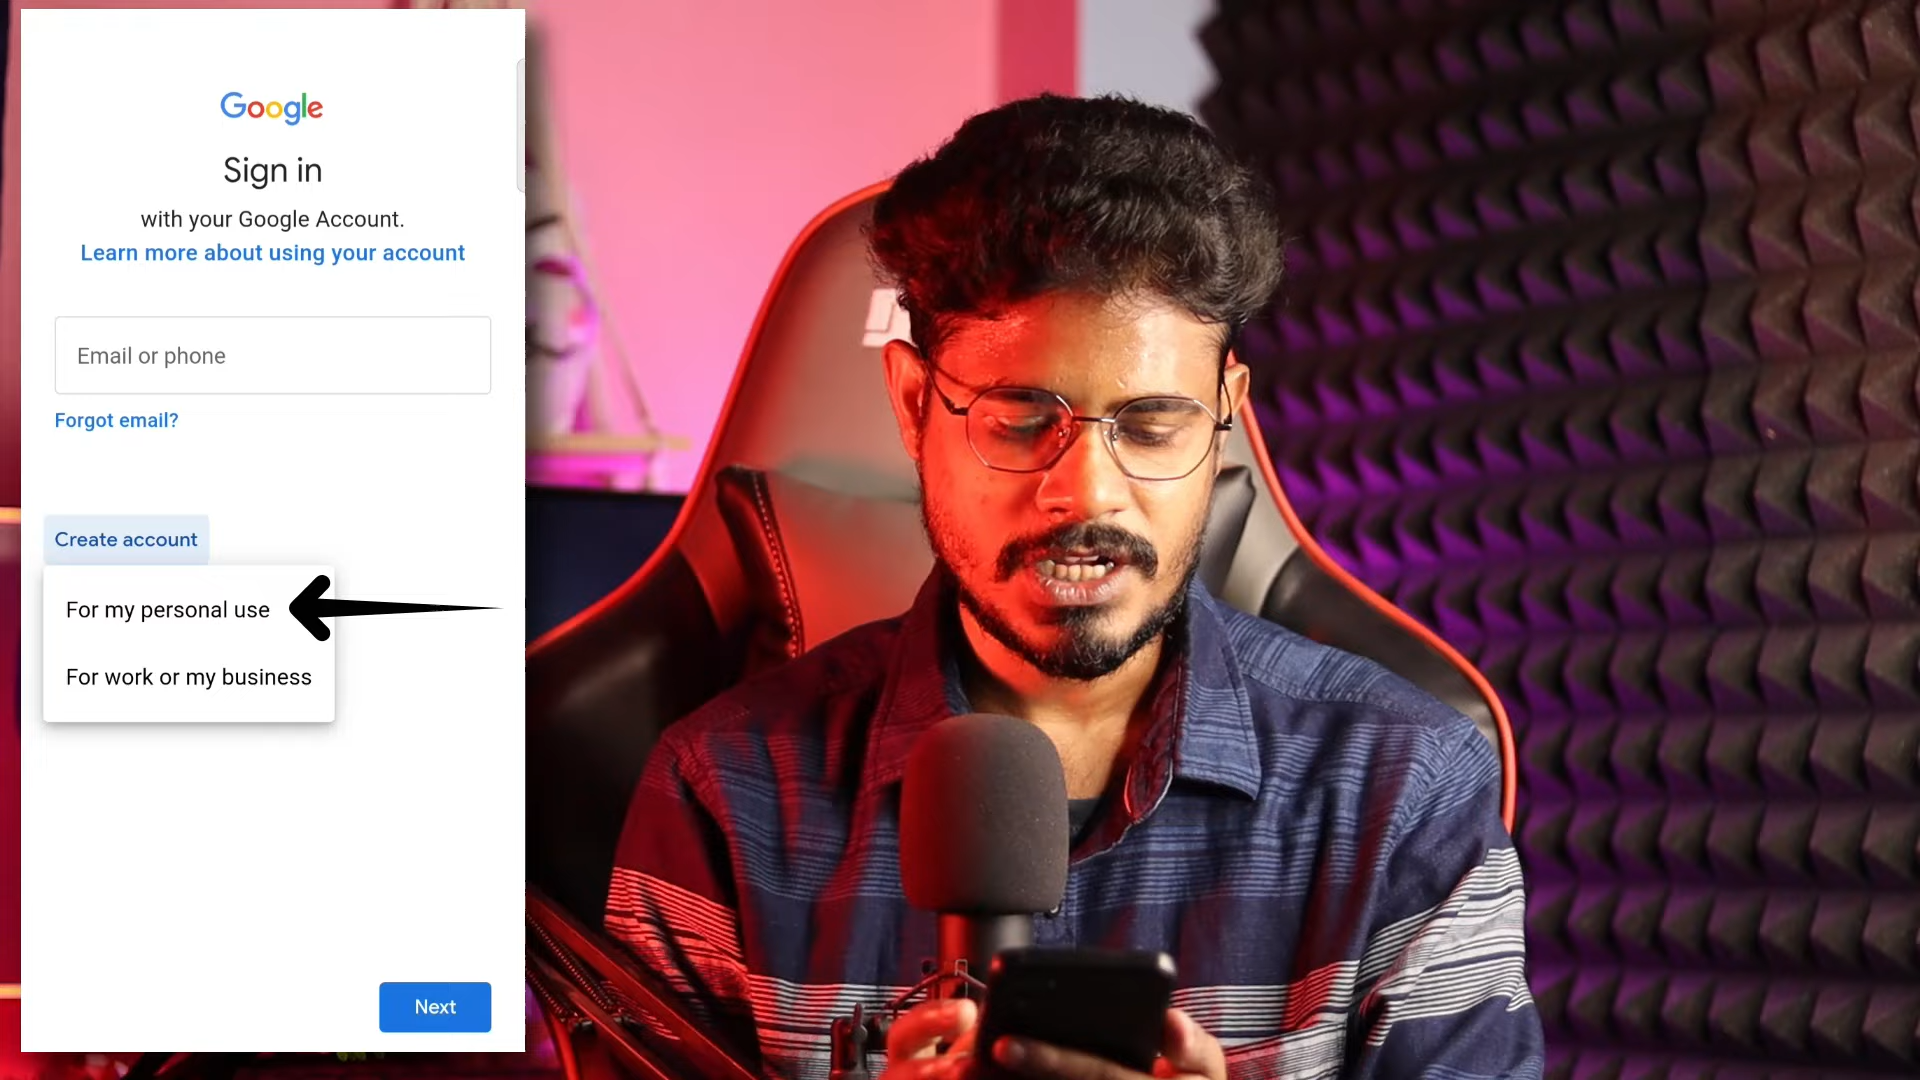 Google
Sign in
with your Google Account.
Learn more about using your account
Email or phone
Forgot email?
Create account
For my personal use
For work or my business
Next